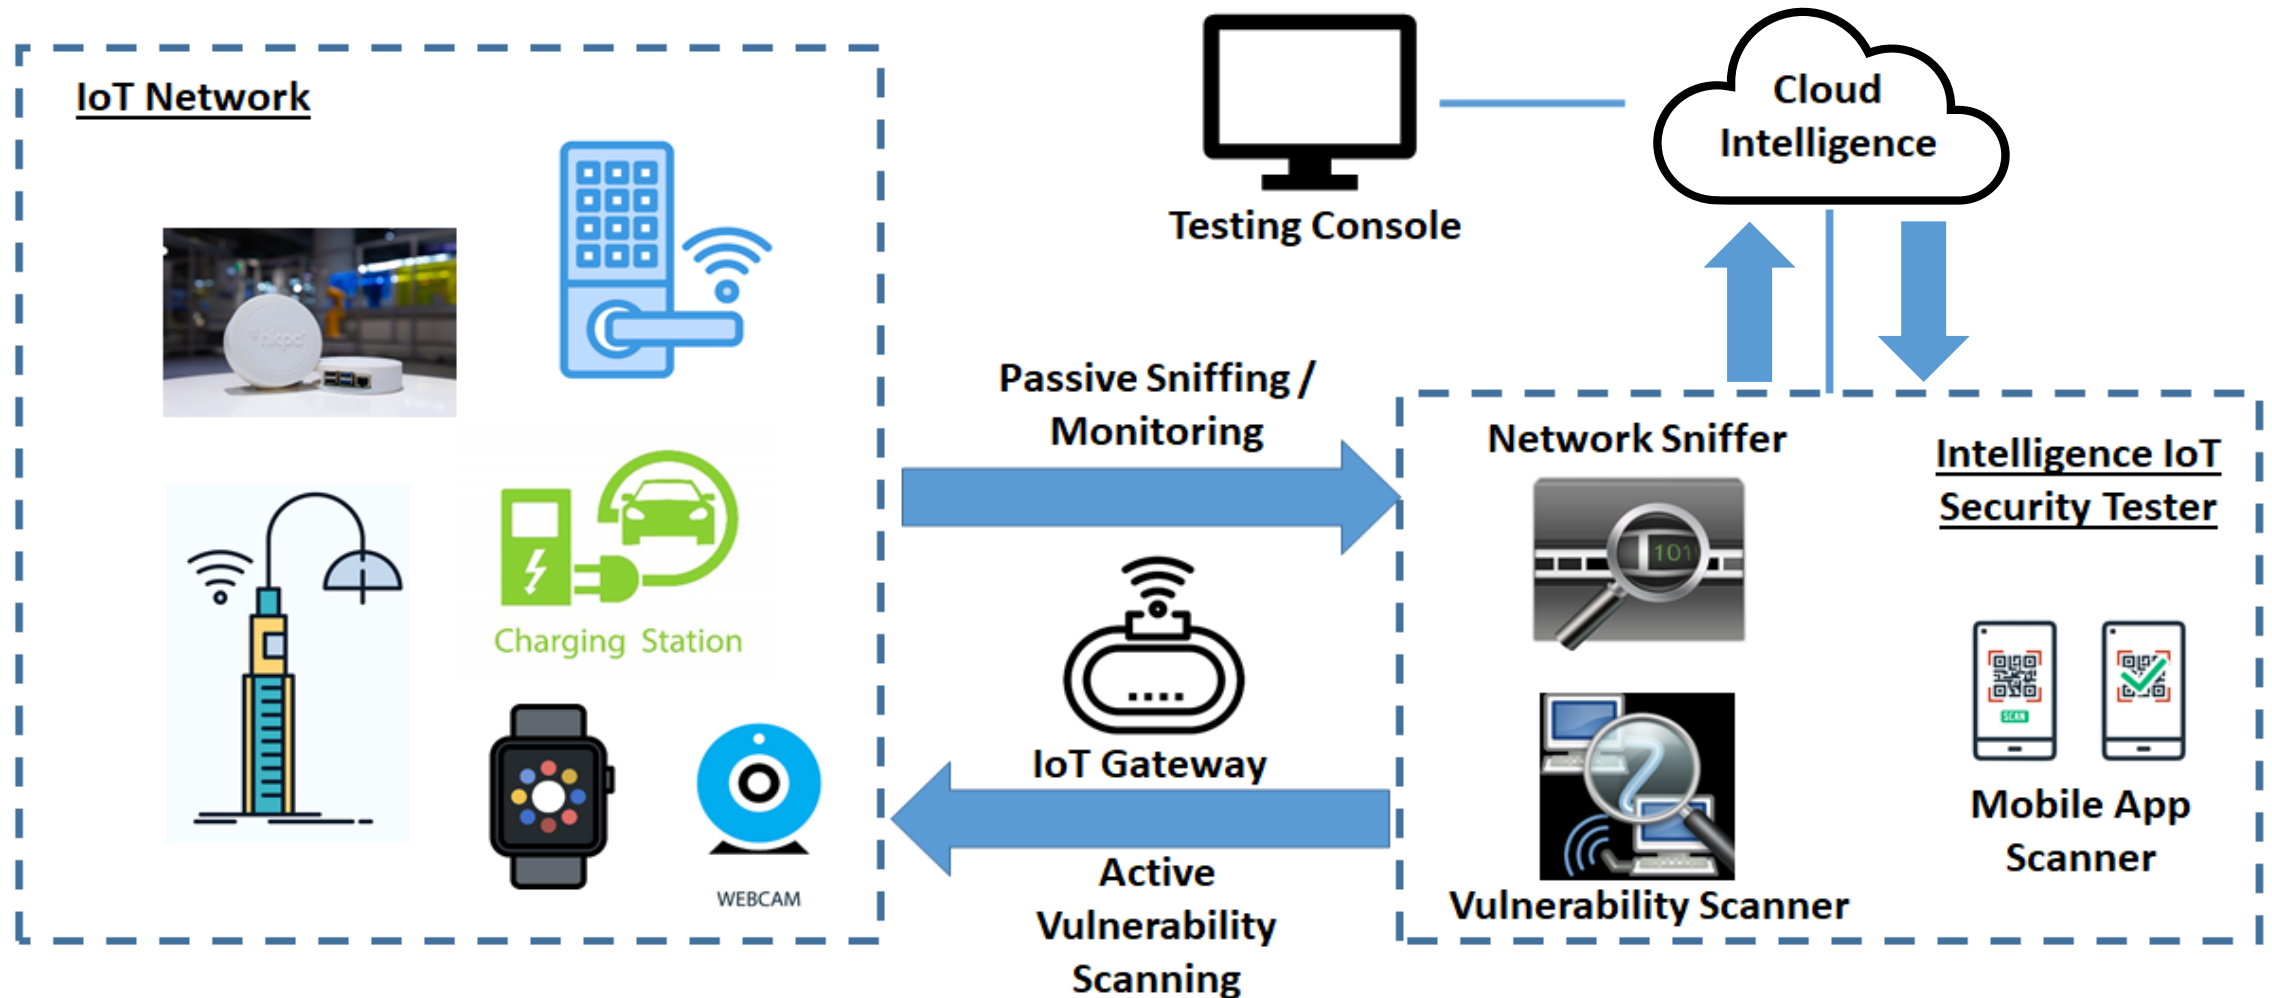 IoT Network
Charging Station
WEBCAM
Passive Sniffing /
Monitoring
IoT Gateway
Active
Vulnerability
Scanning
Testing Console
Cloud
Intelligence
Network Sniffer
101
Vulnerability Scanner
Intelligence IoT
Security Tester
SCAN
Mobile App
Scanner